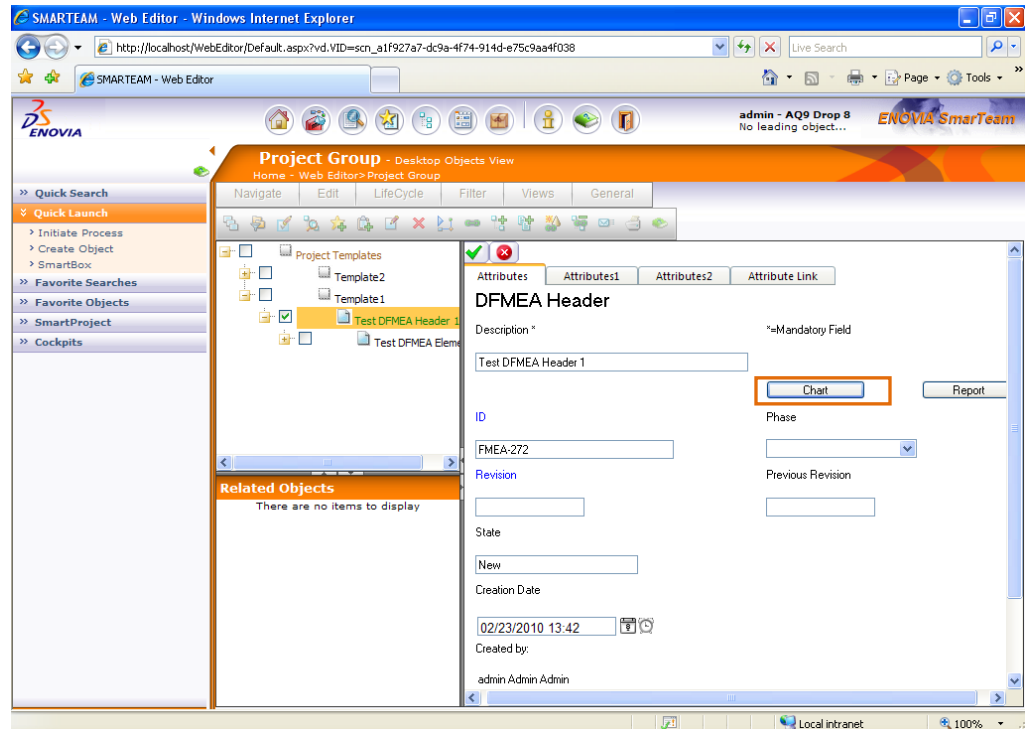 SMARTEAM - Web Editor - Windows Internet Explorer
http://localhost/WebEditor/Default.aspx?vd.VID=scn_a1f927a7-dc9a-4f74-914d-e75c9aa4f038
Live Search
SMARTEAM - Web Editor
Page
Tools
»
DS
ENOVIA
admin - AQ9 Drop 8
No leading object...
ENOVIA SmarTeam
Project Group - Desktop Objects View
Home - Web Editor>Project Group
» Quick Search
Quick Launch
> Initiate Process
> Create Object
> SmartBox
» Favorite Searches
» Favorite Objects
» SmartProject
» Cockpits
Navigate Edit LifeCycle Filter Views General
Project Templates
Template2
Template1
Test DFMEA Header 1
Test DFMEA Eleme
Related Objects
There are no items to display
Attributes Attributes1 Attributes2 Attribute Link
DFMEA Header
Description * *=Mandatory Field
Test DFMEA Header 1
Chart Report
ID Phase
FMEA-272
Revision Previous Revision
State
New
Creation Date
02/23/2010 13:42
Created by:
admin Admin Admin
Local intranet 100%